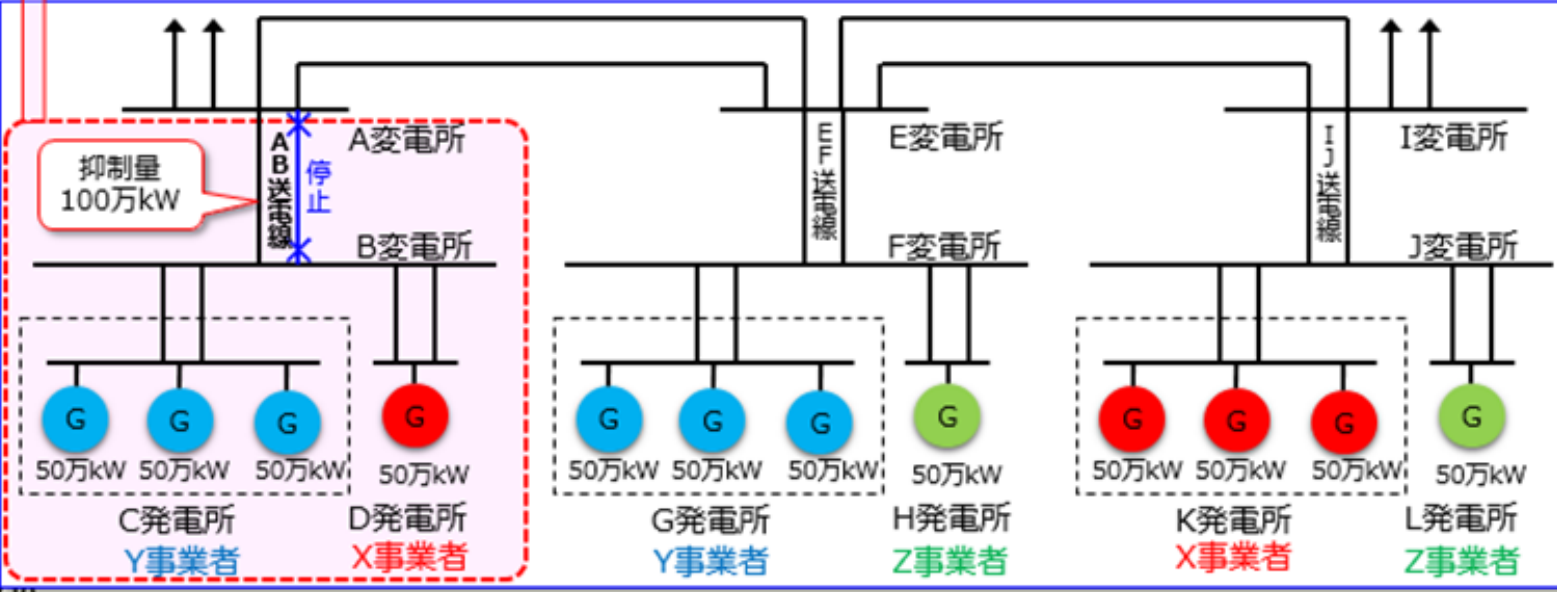 A変電所
E変電所
I変電所
抑制量
100万kW
AB送電線
停止
EF送電線
IJ送電線
B変電所
F変電所
J変電所
G G G G G G G G G G G G
50万kW 50万kW 50万kW 50万kW 50万kW 50万kW 50万kW 50万kW 50万kW 50万kW 50万kW 50万kW
C発電所 D発電所 G発電所 H発電所 K発電所 L発電所
Y事業者 X事業者 Y事業者 Z事業者 X事業者 Z事業者